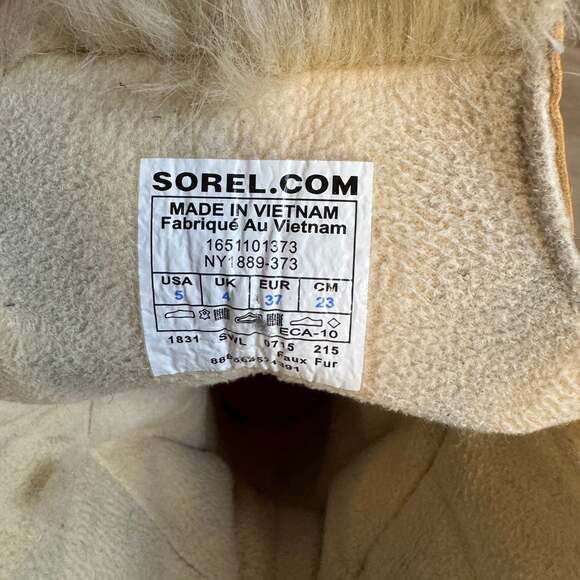 SOREL.COM
MADE IN VIETNAM
Fabriqué Au Vietnam
1651101373
NY1889-373
USA UK EUR CM
5 4 37 23
ECA-10
1831 0715 215
Faux Fur